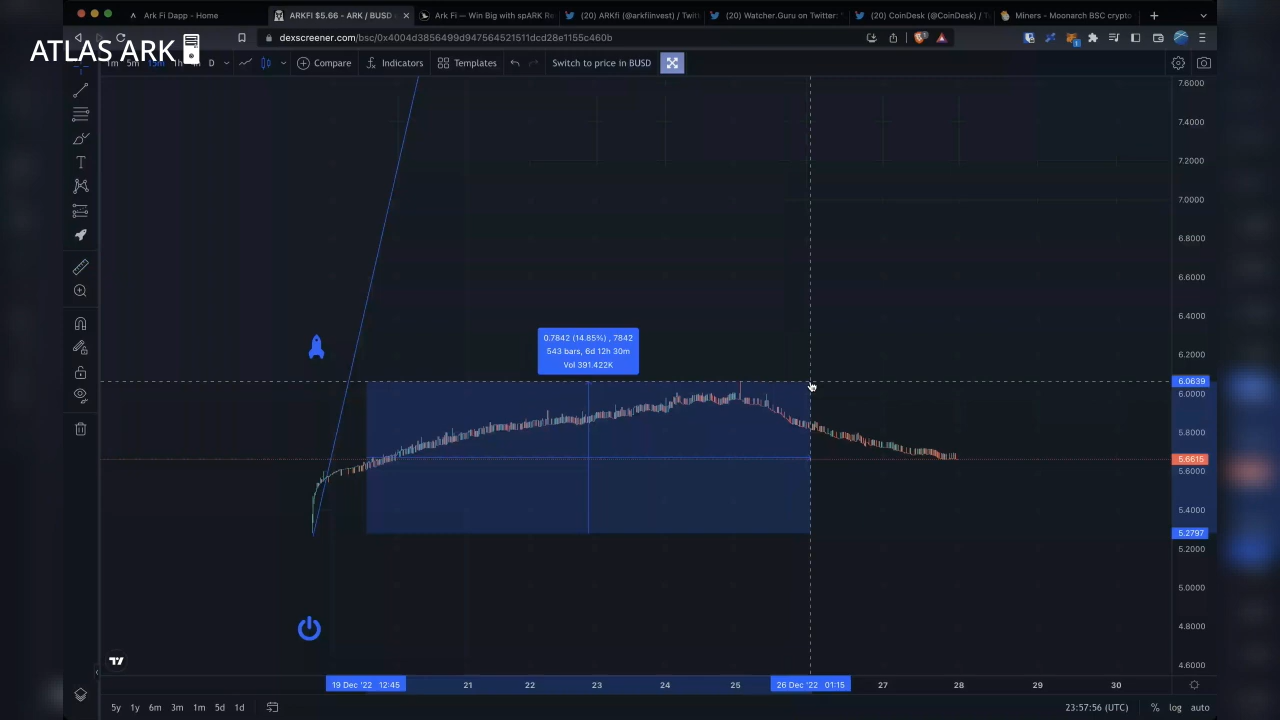 Ark Fi Dapp - Home
ARKFI $5.66 - ARK / BUSD
Ark Fi — Win Big with spARK Re
(20) ARKfi (@arkfiinvest) / Twitt
(20) Watcher.Guru on Twitter: "
(20) CoinDesk (@CoinDesk) / T
Miners - Moonarch BSC crypto
dexscreener.com/bsc/0x4004d3856499d947564521511dcd28e1155c460b
ATLAS ARK
1m 5m 15m 1h 4h D
Compare
Indicators
Templates
Switch to price in BUSD
7.6000
7.4000
7.2000
7.0000
6.8000
6.6000
6.4000
6.2000
0.7842 (14.85%) , 7842
543 bars, 6d 12h 30m
Vol 391.422K
6.0639
6.0000
5.8000
5.6615
5.6000
5.4000
5.2797
5.2000
5.0000
4.8000
4.6000
19 Dec '22 12:45
21
22
23
24
25
26 Dec '22 01:15
27
28
29
30
5y 1y 6m 3m 1m 5d 1d
23:57:56 (UTC)
% log auto